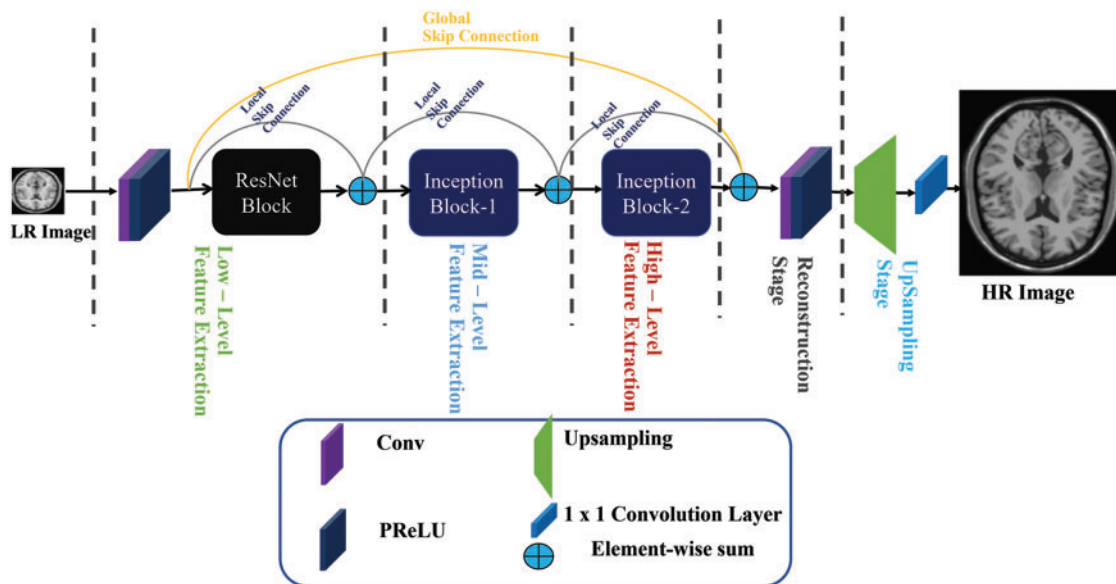 Global
Skip Connection
Local
Skip
Connection
Local
Skip
Connection
Local
Skip
Connection
LR Image
ResNet
Block
Inception
Block-1
Inception
Block-2
HR Image
Low – Level
Feature Extraction
Mid – Level
Feature Extraction
High – Level
Feature Extraction
Reconstruction
Stage
UpSampling
Stage
Conv
Upsampling
PReLU
1 x 1 Convolution Layer
Element-wise sum